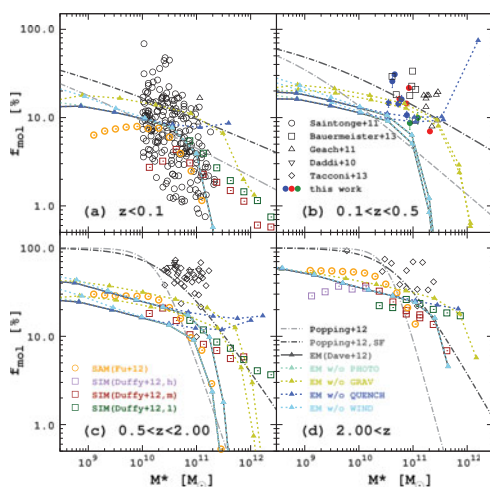 100.0
10.0
1.0
f_mol [%]
(a) z<0.1
Saintonge+11
Bauermeister+13
Geach+11
Daddi+10
Tacconi+13
this work
(b) 0.1<z<0.5
100.0
10.0
1.0
f_mol [%]
SAM(Fu+12)
SIM(Duffy+12,h)
SIM(Duffy+12,m)
SIM(Duffy+12,l)
(c) 0.5<z<2.00
Popping+12
Popping+12,SF
EM(Dave+12)
EM w/o PHOTO
EM w/o GRAV
EM w/o QUENCH
EM w/o WIND
(d) 2.00<z
10^9 10^10 10^11 10^12
10^9 10^10 10^11 10^12
M* [M⊙] M* [M⊙]